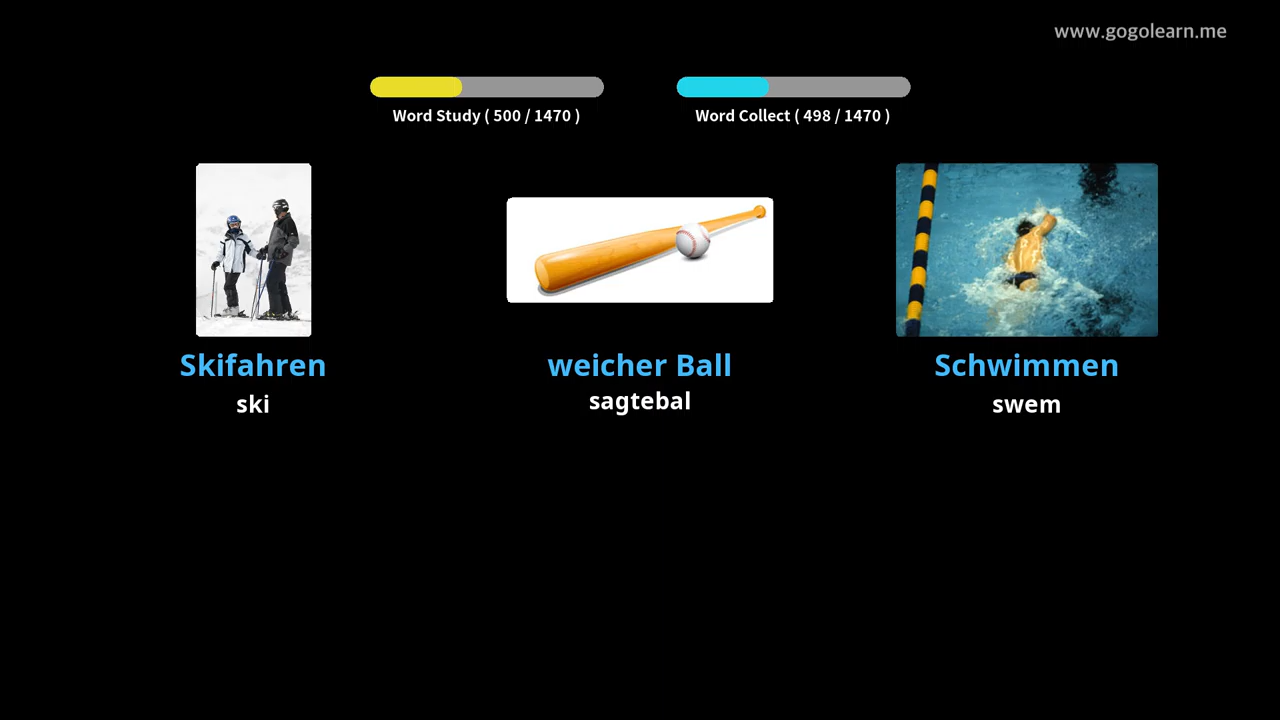 www.gogolearn.me
Word Study ( 500 / 1470 )
Word Collect ( 498 / 1470 )
Skifahren
ski
weicher Ball
sagtebal
Schwimmen
swem